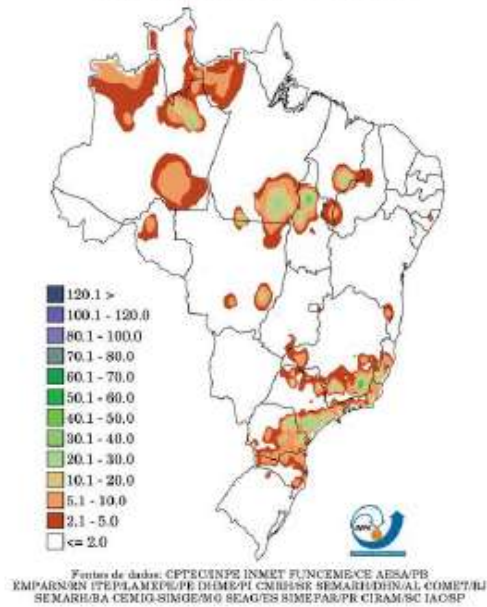 120.1 >
100.1 - 120.0
80.1 - 100.0
70.1 - 80.0
60.1 - 70.0
50.1 - 60.0
40.1 - 50.0
30.1 - 40.0
20.1 - 30.0
10.1 - 20.0
5.1 - 10.0
2.1 - 5.0
<= 2.0
Fontes de dados: CPTEC/INPE INMET FUNCEME/CE AESA/PB
EMPARN/RN ITEP/LAMEPE/PE DHME/PI CMRH/SE SEMARH/DHN/AL COMET/RJ
SEMARH/BA CEMIG-SIMGE/MG SEAG/ES SIMEPAR/PR CIRAM/SC IAC/SP